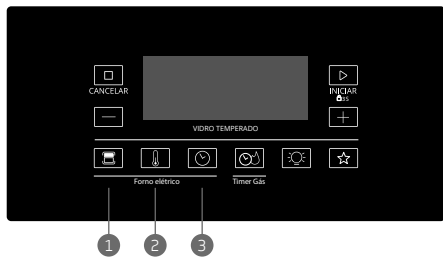 CANCELAR
INICIAR
3s
VIDRO TEMPERADO
Forno elétrico
Timer Gás
1
2
3